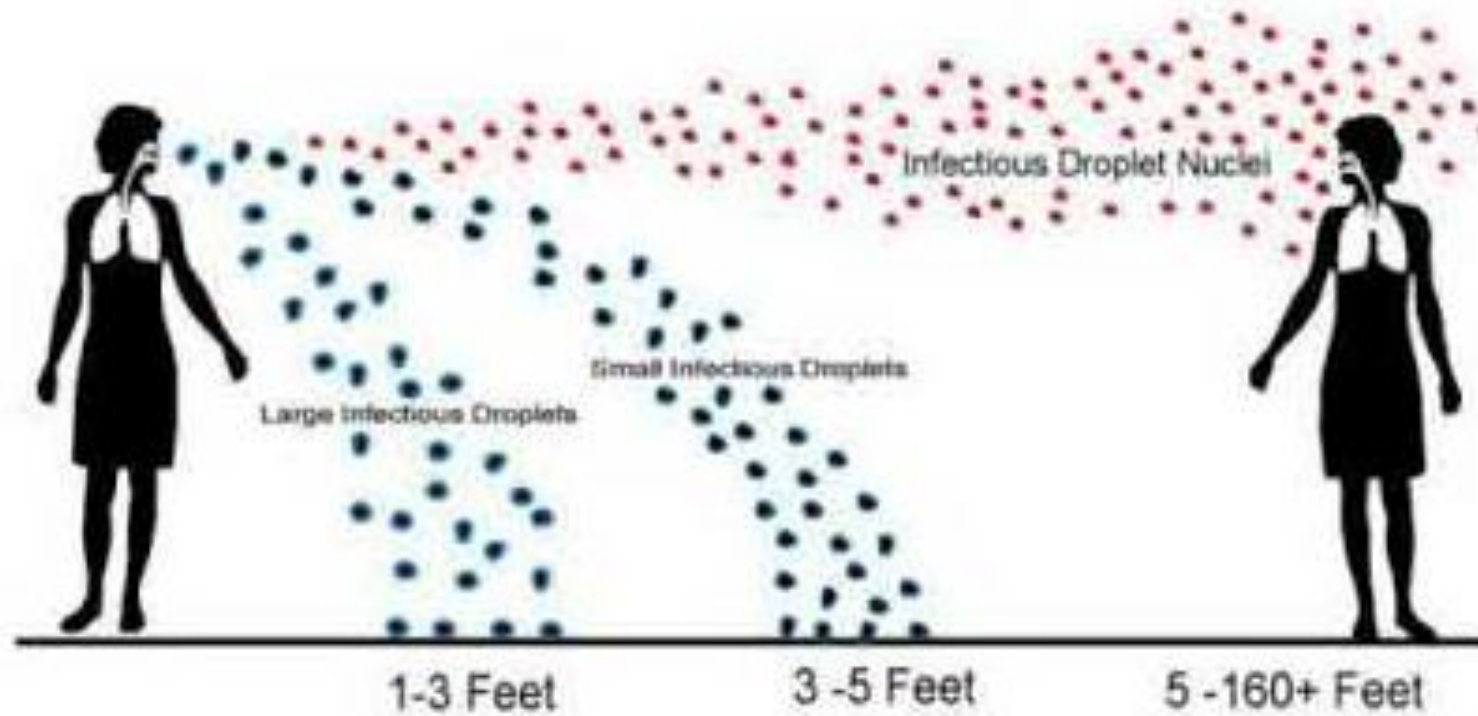 Infectious Droplet Nuclei
Small Infectious Droplets
Large Infectious Droplets
1-3 Feet
3 -5 Feet
5 -160+ Feet